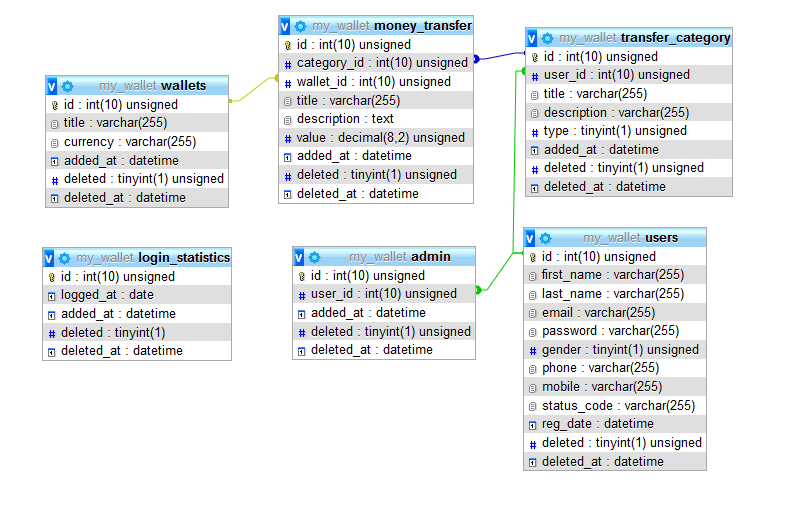 v my_wallet money_transfer
id : int(10) unsigned
category_id : int(10) unsigned
wallet_id : int(10) unsigned
title : varchar(255)
description : text
value : decimal(8,2) unsigned
added_at : datetime
deleted : tinyint(1) unsigned
deleted_at : datetime
v my_wallet transfer_category
id : int(10) unsigned
user_id : int(10) unsigned
title : varchar(255)
description : varchar(255)
type : tinyint(1) unsigned
added_at : datetime
deleted : tinyint(1) unsigned
deleted_at : datetime
v my_wallet wallets
id : int(10) unsigned
title : varchar(255)
currency : varchar(255)
added_at : datetime
deleted : tinyint(1) unsigned
deleted_at : datetime
v my_wallet login_statistics
id : int(10) unsigned
logged_at : date
added_at : datetime
deleted : tinyint(1)
deleted_at : datetime
v my_wallet admin
id : int(10) unsigned
user_id : int(10) unsigned
added_at : datetime
deleted : tinyint(1) unsigned
deleted_at : datetime
v my_wallet users
id : int(10) unsigned
first_name : varchar(255)
last_name : varchar(255)
email : varchar(255)
password : varchar(255)
gender : tinyint(1) unsigned
phone : varchar(255)
mobile : varchar(255)
status_code : varchar(255)
reg_date : datetime
deleted : tinyint(1) unsigned
deleted_at : datetime